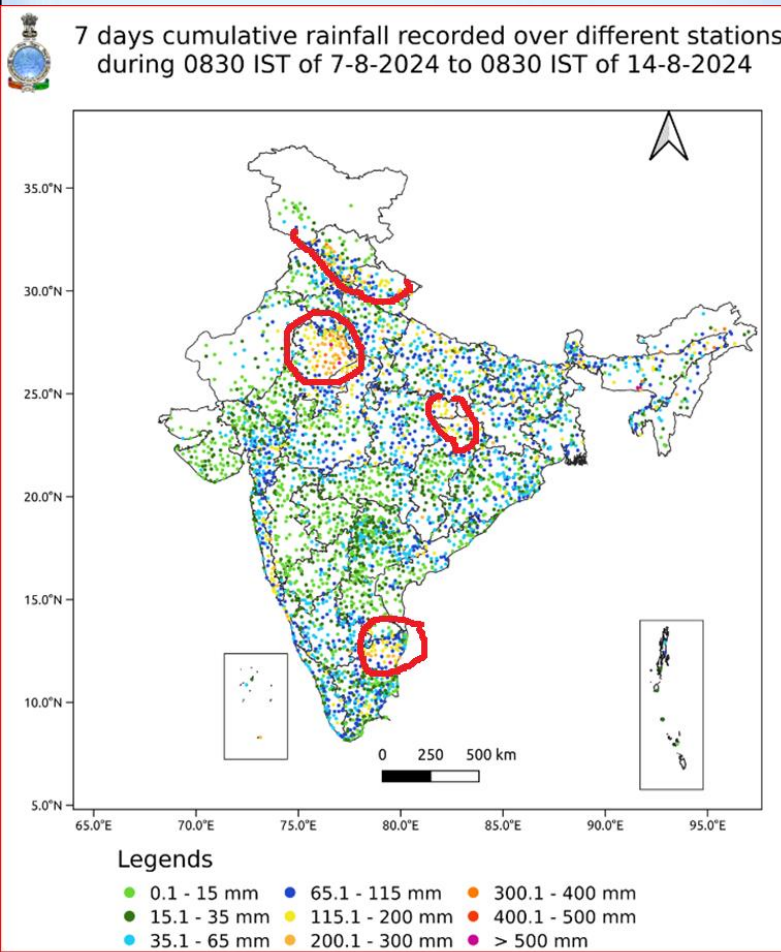 7 days cumulative rainfall recorded over different stations
during 0830 IST of 7-8-2024 to 0830 IST of 14-8-2024
35.0°N
30.0°N
25.0°N
20.0°N
15.0°N
10.0°N
5.0°N
0 250 500 km
65.0°E 70.0°E 75.0°E 80.0°E 85.0°E 90.0°E 95.0°E
Legends
0.1 - 15 mm 65.1 - 115 mm 300.1 - 400 mm
15.1 - 35 mm 115.1 - 200 mm 400.1 - 500 mm
35.1 - 65 mm 200.1 - 300 mm > 500 mm